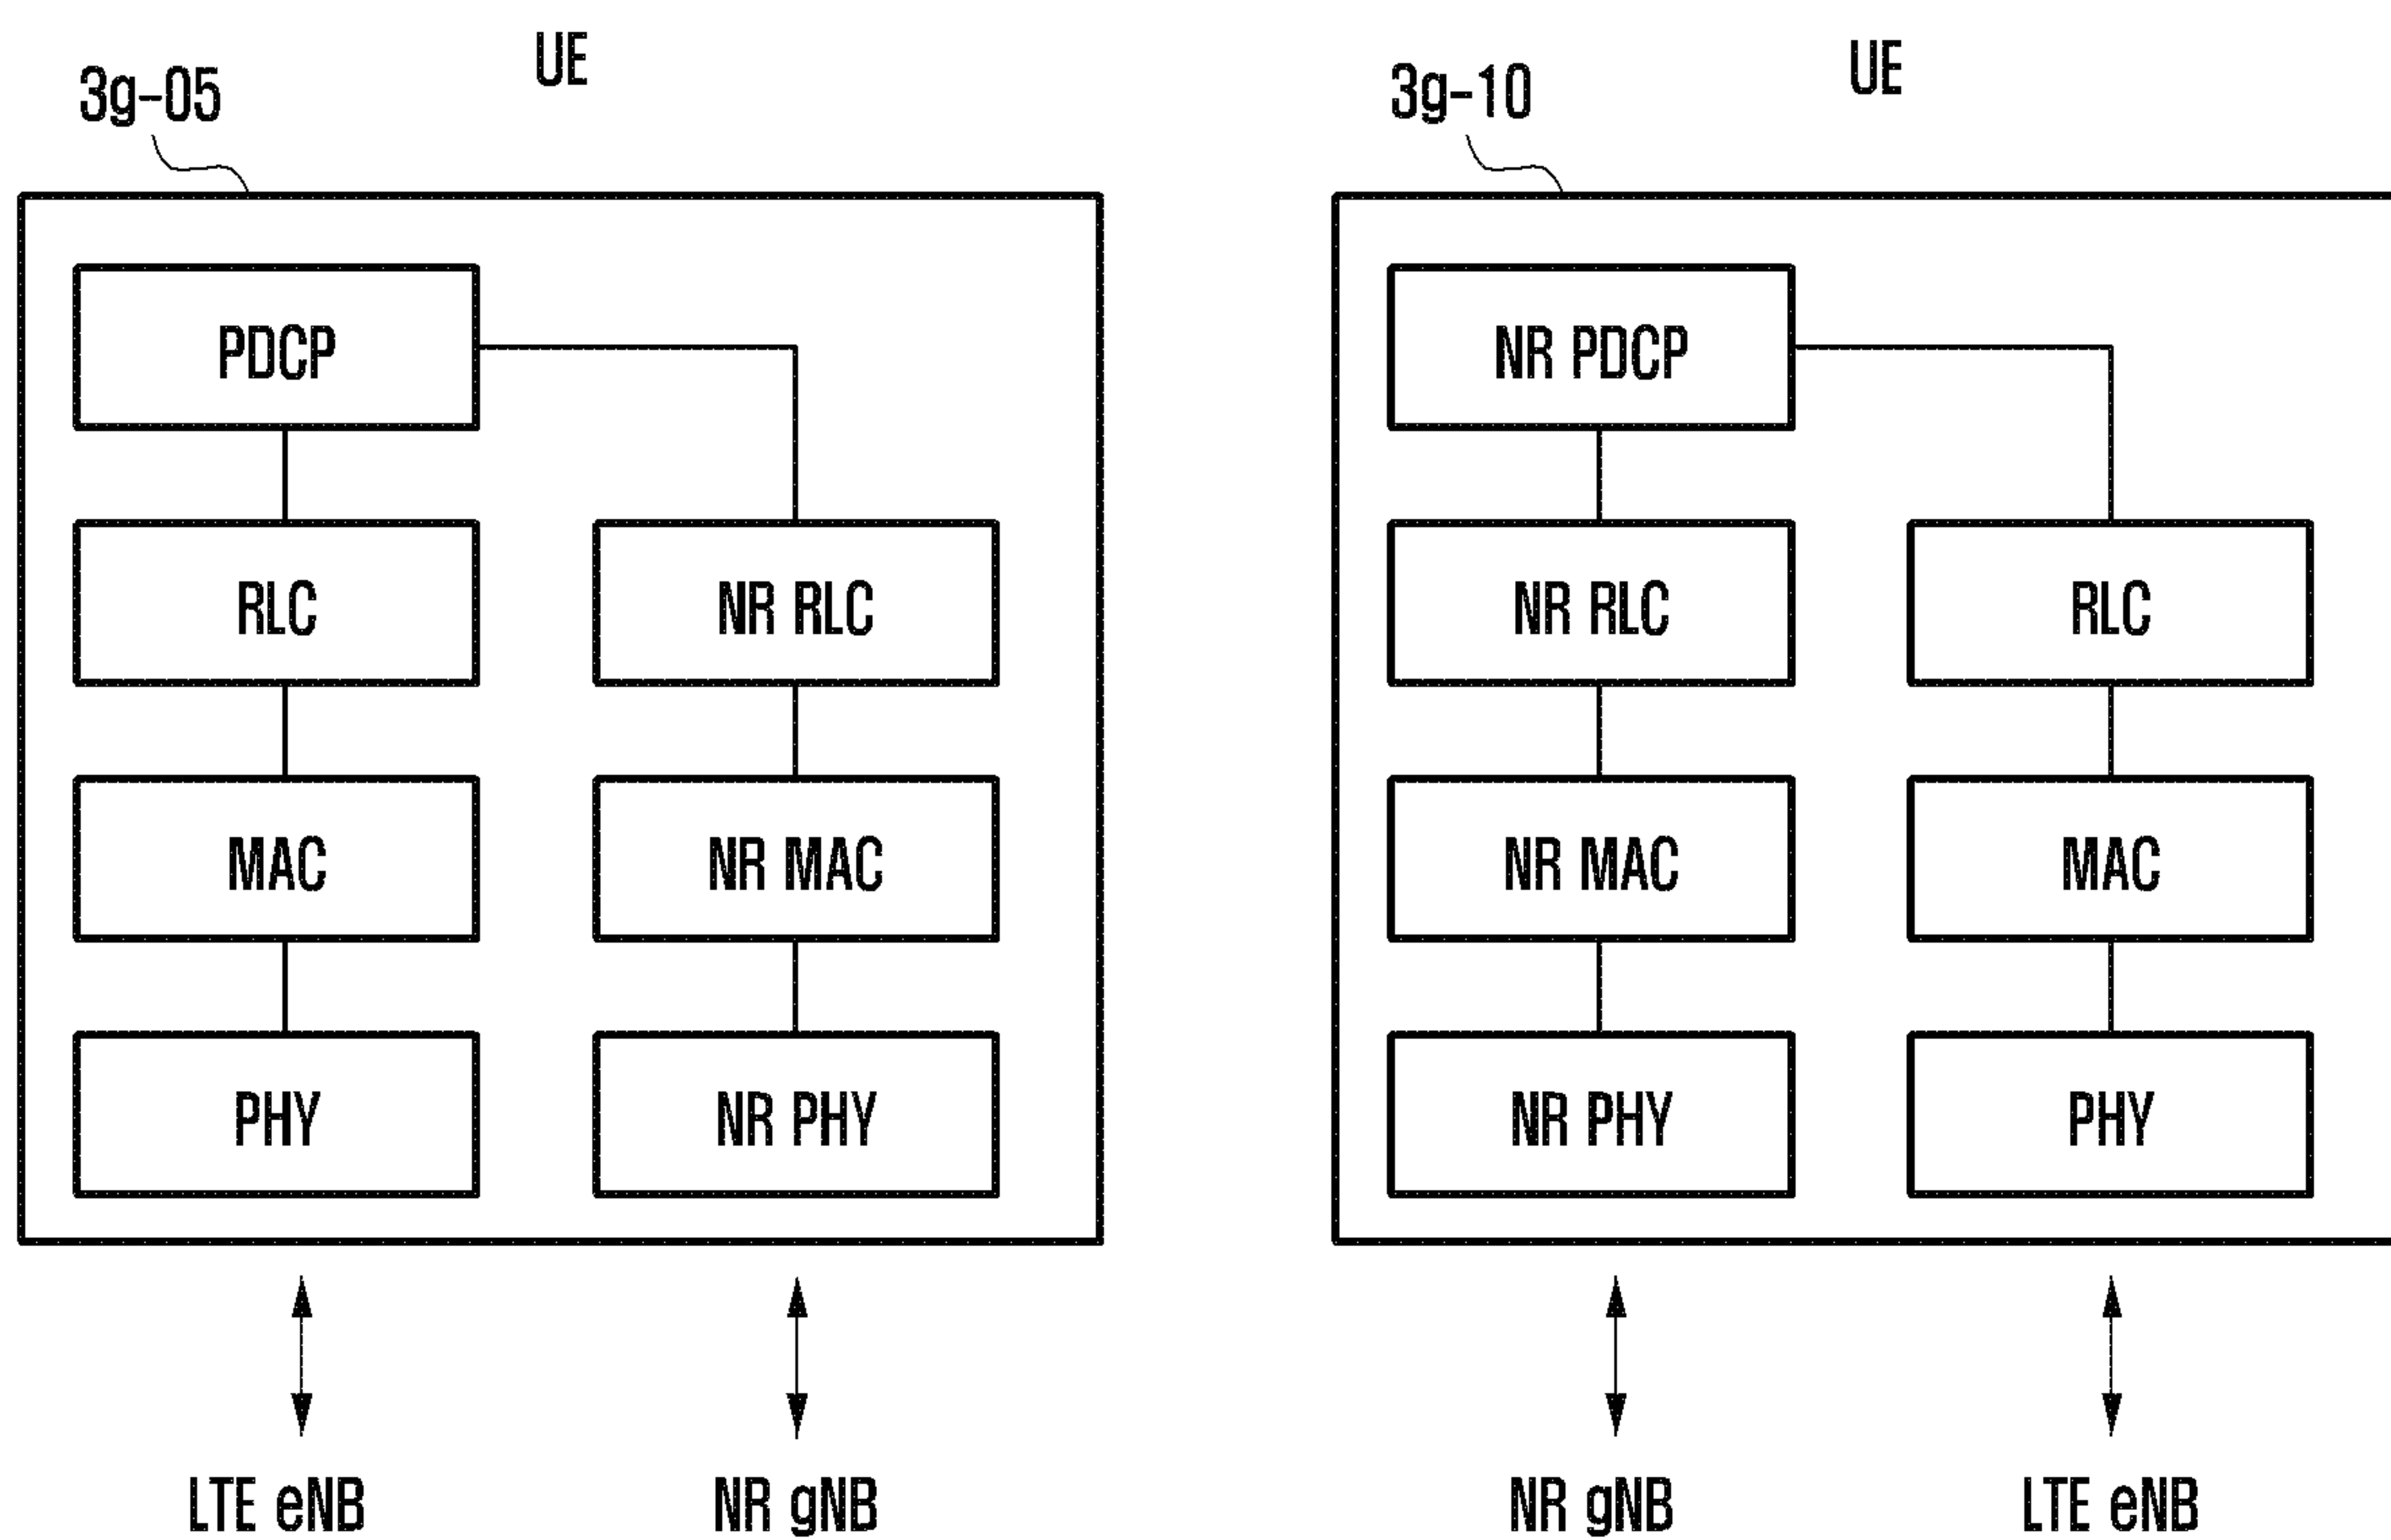 UE
3g-05
PDCP
RLC
NR RLC
MAC
NR MAC
PHY
NR PHY
LTE eNB
NR gNB
UE
3g-10
NR PDCP
NR RLC
RLC
NR MAC
MAC
NR PHY
PHY
NR gNB
LTE eNB